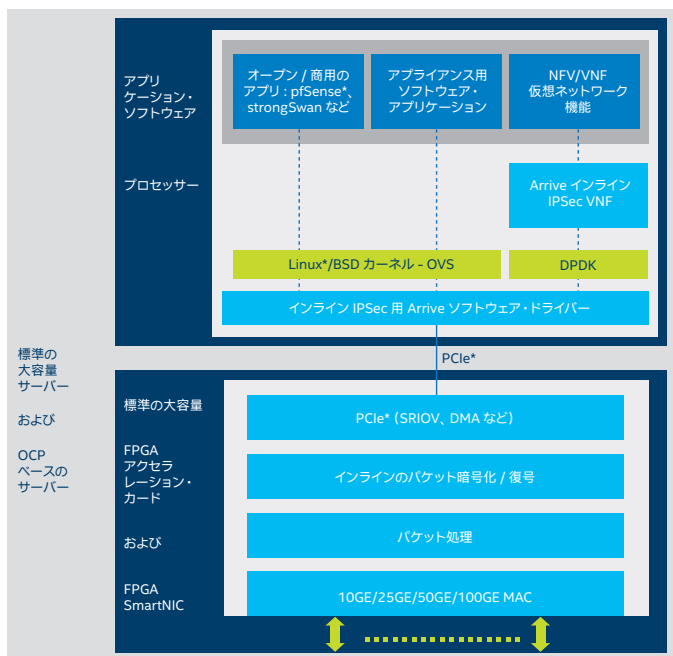 アプリ
ケーション・
ソフトウェア
オープン / 商用の
アプリ : pfSense*、
strongSwan など
アプライアンス用
ソフトウェア・
アプリケーション
NFV/VNF
仮想ネットワーク
機能
プロセッサー
Arrive インライン
IPSec VNF
Linux*/BSD カーネル - OVS
DPDK
インライン IPSec 用 Arrive ソフトウェア・ドライバー
PCIe*
標準の
大容量
サーバー
および
OCP
ベースの
サーバー
標準の大容量
FPGA
アクセラ
レーション・
カード
および
FPGA
SmartNIC
PCIe* (SRIOV、DMA など)
インラインのパケット暗号化 / 復号
パケット処理
10GE/25GE/50GE/100GE MAC